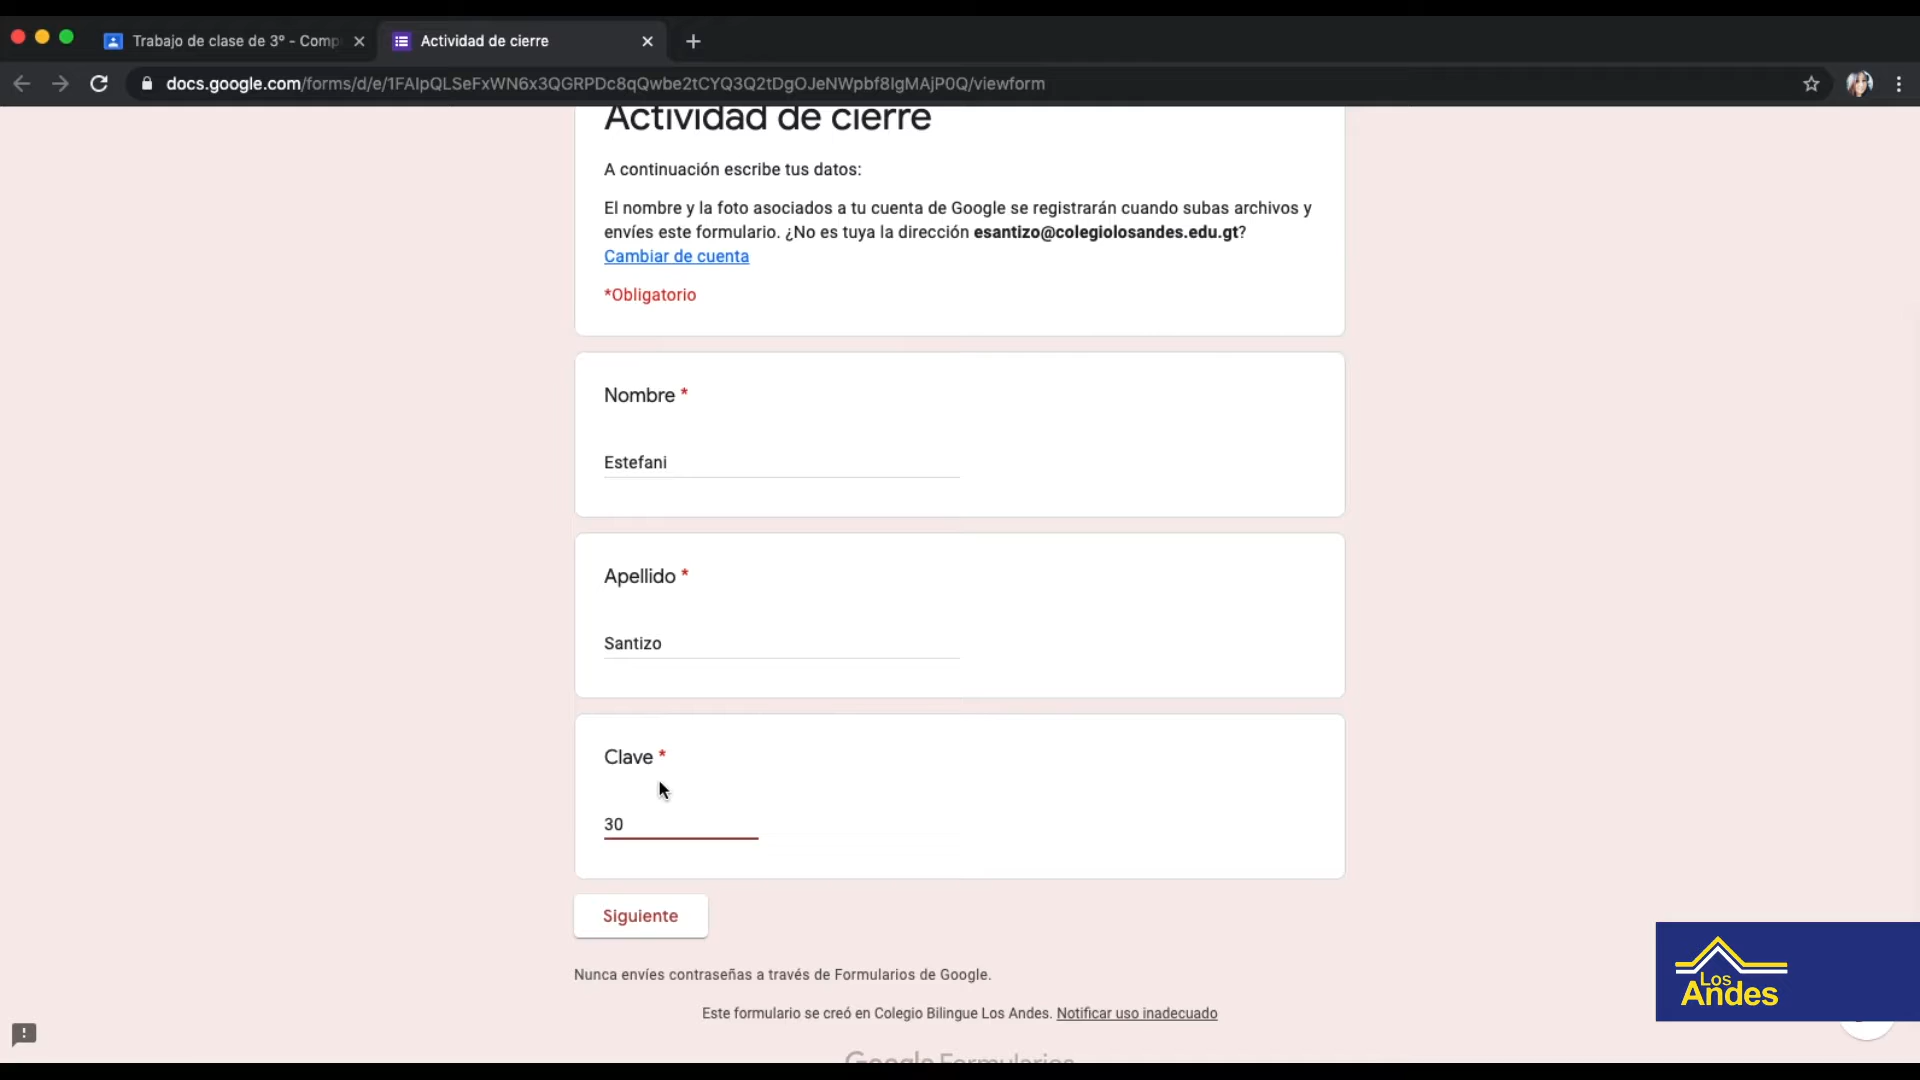 Trabajo de clase de 3º - Comp
Actividad de cierre
docs.google.com/forms/d/e/1FAIpQLSeFxWN6x3QGRPDc8qQwbe2tCYQ3Q2tDgOJeNWpbf8IgMAjP0Q/viewform
Actividad de cierre
A continuación escribe tus datos:
El nombre y la foto asociados a tu cuenta de Google se registrarán cuando subas archivos y
envíes este formulario. ¿No es tuya la dirección esantizo@colegiolosandes.edu.gt?
Cambiar de cuenta
*Obligatorio
Nombre *
Estefani
Apellido *
Santizo
Clave *
30
Siguiente
Nunca envíes contraseñas a través de Formularios de Google.
Este formulario se creó en Colegio Bilingue Los Andes. Notificar uso inadecuado
Google Formularios
Los
Andes